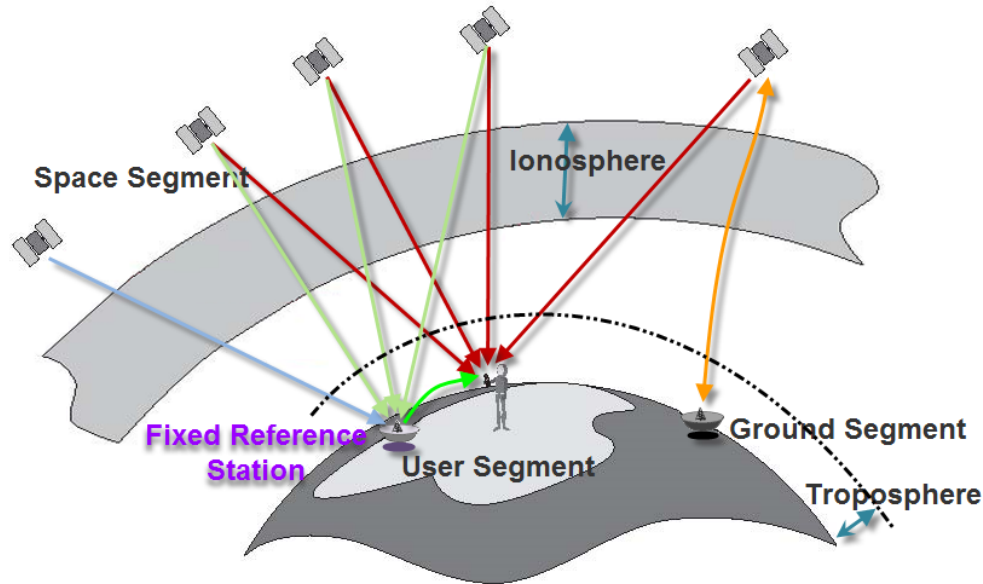 Ionosphere
Space Segment
Fixed Reference
Station
User Segment
Ground Segment
Troposphere